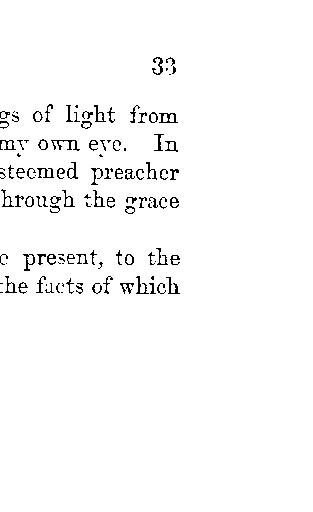 33
gs of light from
my own eye. In
steemed preacher
hrough the grace
e present, to the
the facts of which